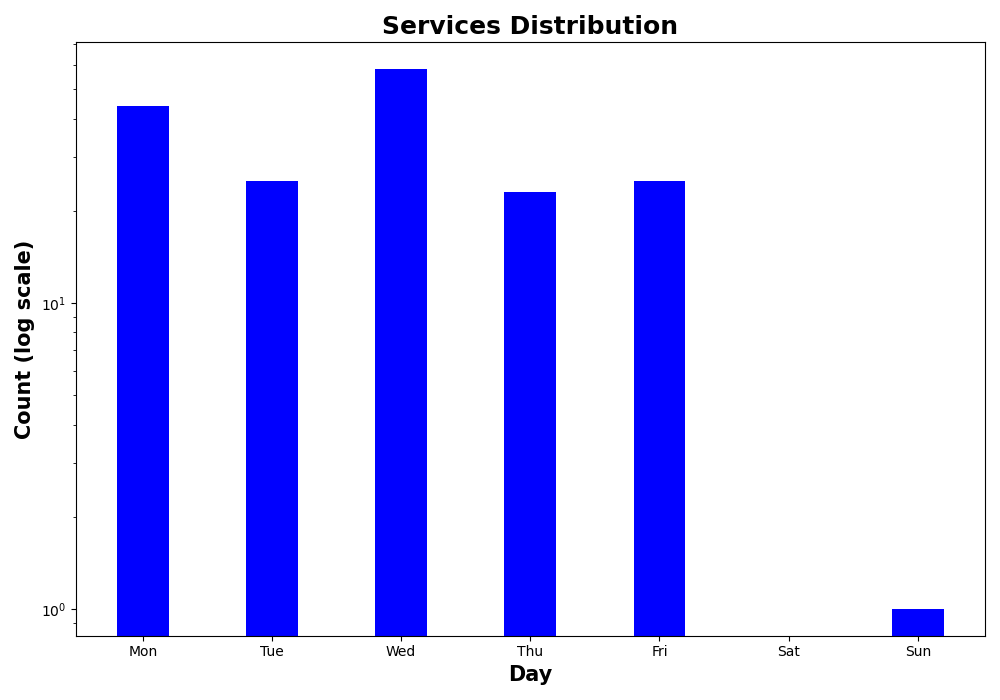 Services Distribution
Count (log scale)
10¹
10⁰
Mon Tue Wed Thu Fri Sat Sun
Day